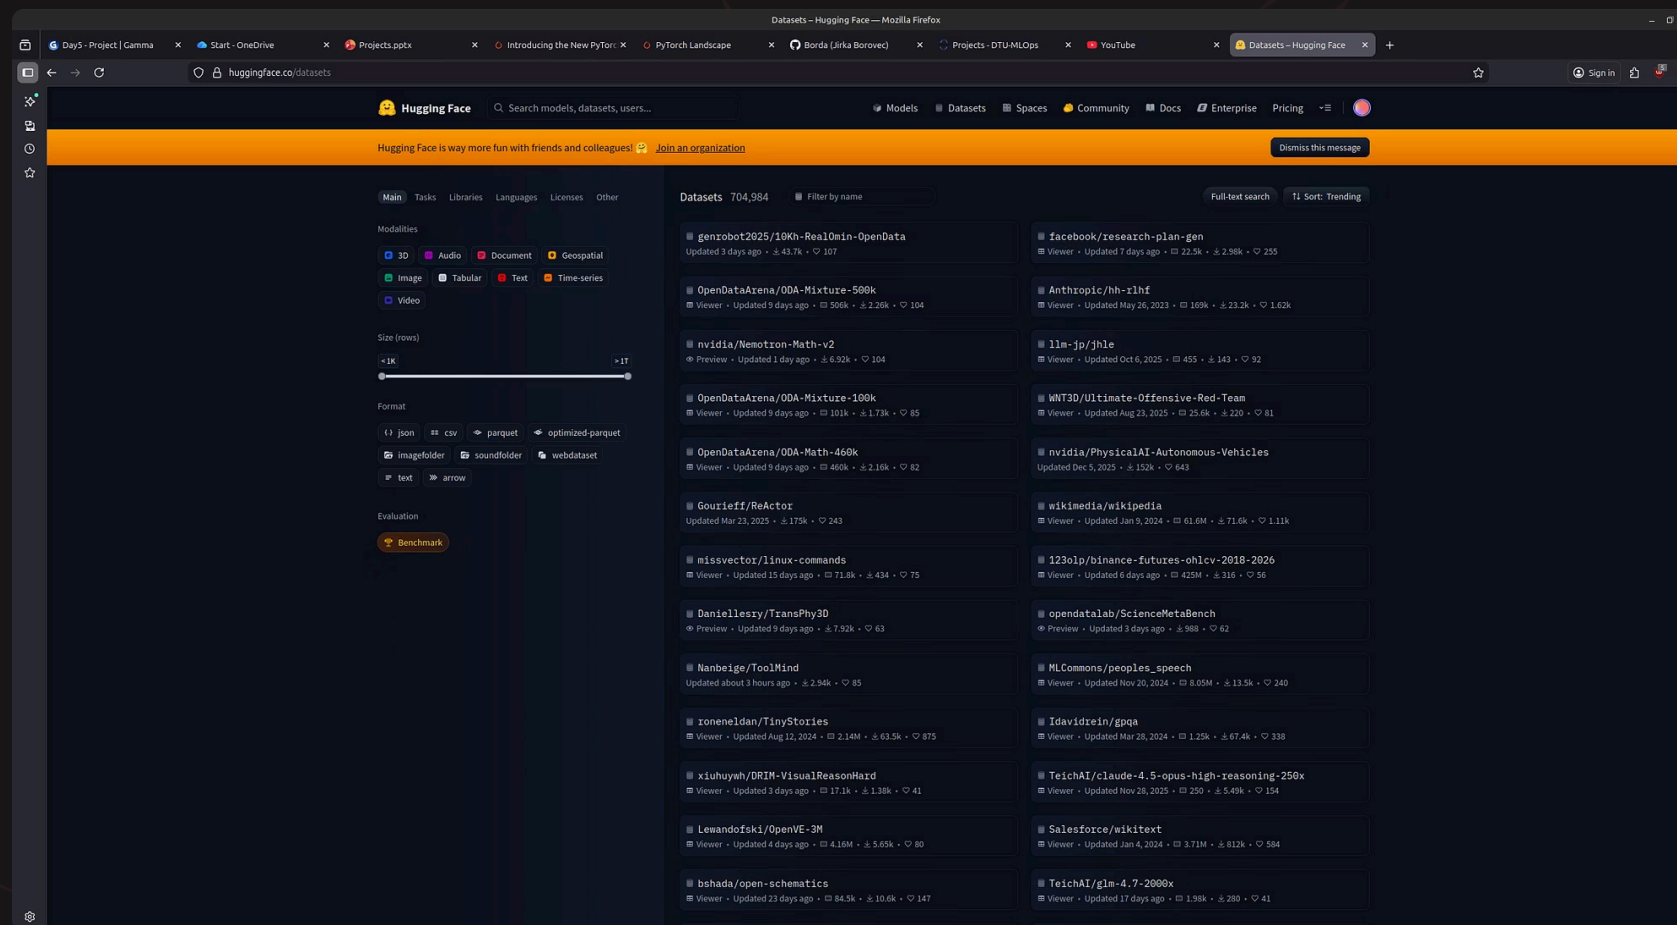 Datasets – Hugging Face — Mozilla Firefox
Day5 - Project | Gamma
Start - OneDrive
Projects.pptx
Introducing the New PyTorc
PyTorch Landscape
Borda (Jirka Borovec)
Projects - DTU-MLOps
YouTube
Datasets – Hugging Face
huggingface.co/datasets
Sign in
5
Hugging Face
Search models, datasets, users...
Models
Datasets
Spaces
Community
Docs
Enterprise
Pricing
Hugging Face is way more fun with friends and colleagues! 🤗 Join an organization
Dismiss this message
Main Tasks Libraries Languages Licenses Other
Modalities
3D Audio Document Geospatial
Image Tabular Text Time-series
Video
Size (rows)
< 1K > 1T
Format
json csv parquet optimized-parquet
imagefolder soundfolder webdataset
text arrow
Evaluation
Benchmark
Datasets 704,984 Filter by name
Full-text search Sort: Trending
genrobot2025/10Kh-RealOmin-OpenData
Updated 3 days ago • 43.7k • 107
facebook/research-plan-gen
Viewer • Updated 7 days ago • 22.5k • 2.98k • 255
OpenDataArena/ODA-Mixture-500k
Viewer • Updated 9 days ago • 506k • 2.26k • 104
Anthropic/hh-rlhf
Viewer • Updated May 26, 2023 • 169k • 23.2k • 1.62k
nvidia/Nemotron-Math-v2
Preview • Updated 1 day ago • 6.92k • 104
llm-jp/jhle
Viewer • Updated Oct 6, 2025 • 455 • 143 • 92
OpenDataArena/ODA-Mixture-100k
Viewer • Updated 9 days ago • 101k • 1.73k • 85
WNT3D/Ultimate-Offensive-Red-Team
Viewer • Updated Aug 23, 2025 • 25.6k • 220 • 81
OpenDataArena/ODA-Math-460k
Viewer • Updated 9 days ago • 460k • 2.16k • 82
nvidia/PhysicalAI-Autonomous-Vehicles
Updated Dec 5, 2025 • 152k • 643
Gourieff/ReActor
Updated Mar 23, 2025 • 175k • 243
wikimedia/wikipedia
Viewer • Updated Jan 9, 2024 • 61.6M • 71.6k • 1.11k
missvector/linux-commands
Viewer • Updated 15 days ago • 71.8k • 434 • 75
123olp/binance-futures-ohlcv-2018-2026
Viewer • Updated 6 days ago • 425M • 316 • 56
Daniellesry/TransPhy3D
Preview • Updated 9 days ago • 7.92k • 63
opendatalab/ScienceMetaBench
Preview • Updated 3 days ago • 988 • 62
Nanbeige/ToolMind
Updated about 3 hours ago • 2.94k • 85
MLCommons/peoples_speech
Viewer • Updated Nov 20, 2024 • 8.05M • 13.5k • 240
roneneldan/TinyStories
Viewer • Updated Aug 12, 2024 • 2.14M • 63.5k • 875
Idavidrein/gpqa
Viewer • Updated Mar 28, 2024 • 1.25k • 67.4k • 338
xiuhuywh/DRIM-VisualReasonHard
Viewer • Updated 3 days ago • 17.1k • 1.38k • 41
TeichAI/claude-4.5-opus-high-reasoning-250x
Viewer • Updated Nov 28, 2025 • 250 • 5.49k • 154
Lewandofski/OpenVE-3M
Viewer • Updated 4 days ago • 4.16M • 5.65k • 80
Salesforce/wikitext
Viewer • Updated Jan 4, 2024 • 3.71M • 812k • 584
bshada/open-schematics
Viewer • Updated 23 days ago • 84.5k • 10.6k • 147
TeichAI/glm-4.7-2000x
Viewer • Updated 17 days ago • 1.98k • 280 • 41